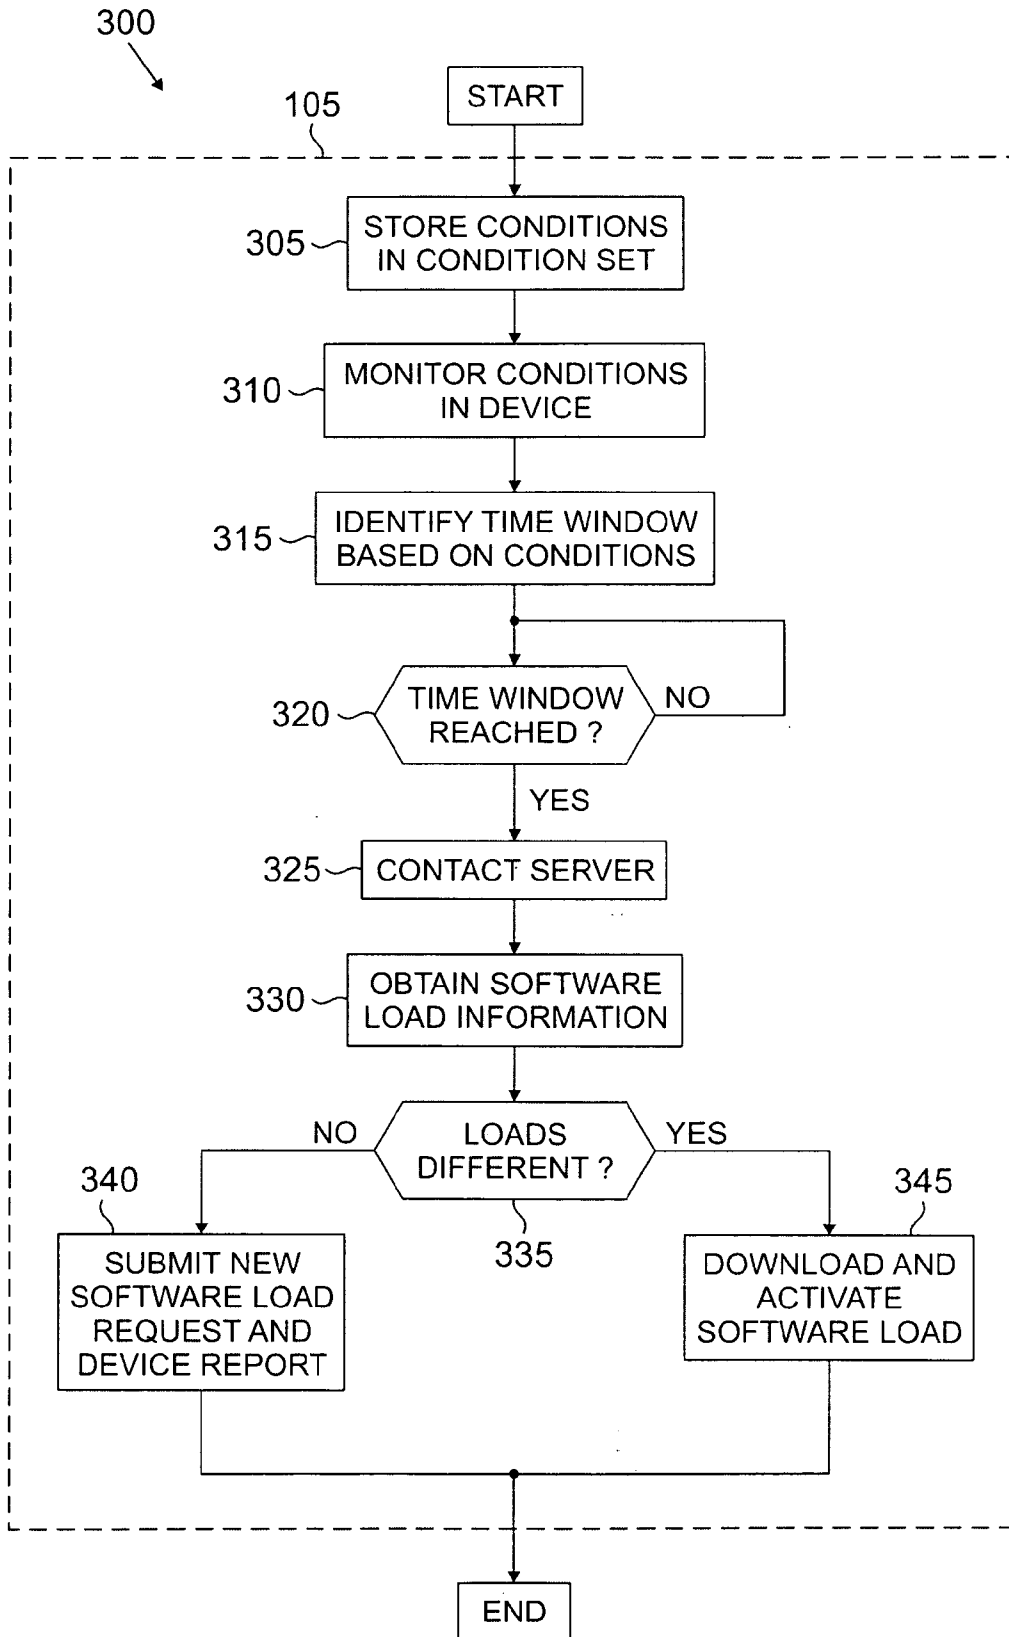 300
START
105
STORE CONDITIONS
IN CONDITION SET
305
MONITOR CONDITIONS
IN DEVICE
310
IDENTIFY TIME WINDOW
BASED ON CONDITIONS
315
TIME WINDOW
REACHED ?
320
NO
YES
325
CONTACT SERVER
OBTAIN SOFTWARE
LOAD INFORMATION
330
NO
LOADS
DIFFERENT ?
YES
335
340
SUBMIT NEW
SOFTWARE LOAD
REQUEST AND
DEVICE REPORT
345
DOWNLOAD AND
ACTIVATE
SOFTWARE LOAD
END